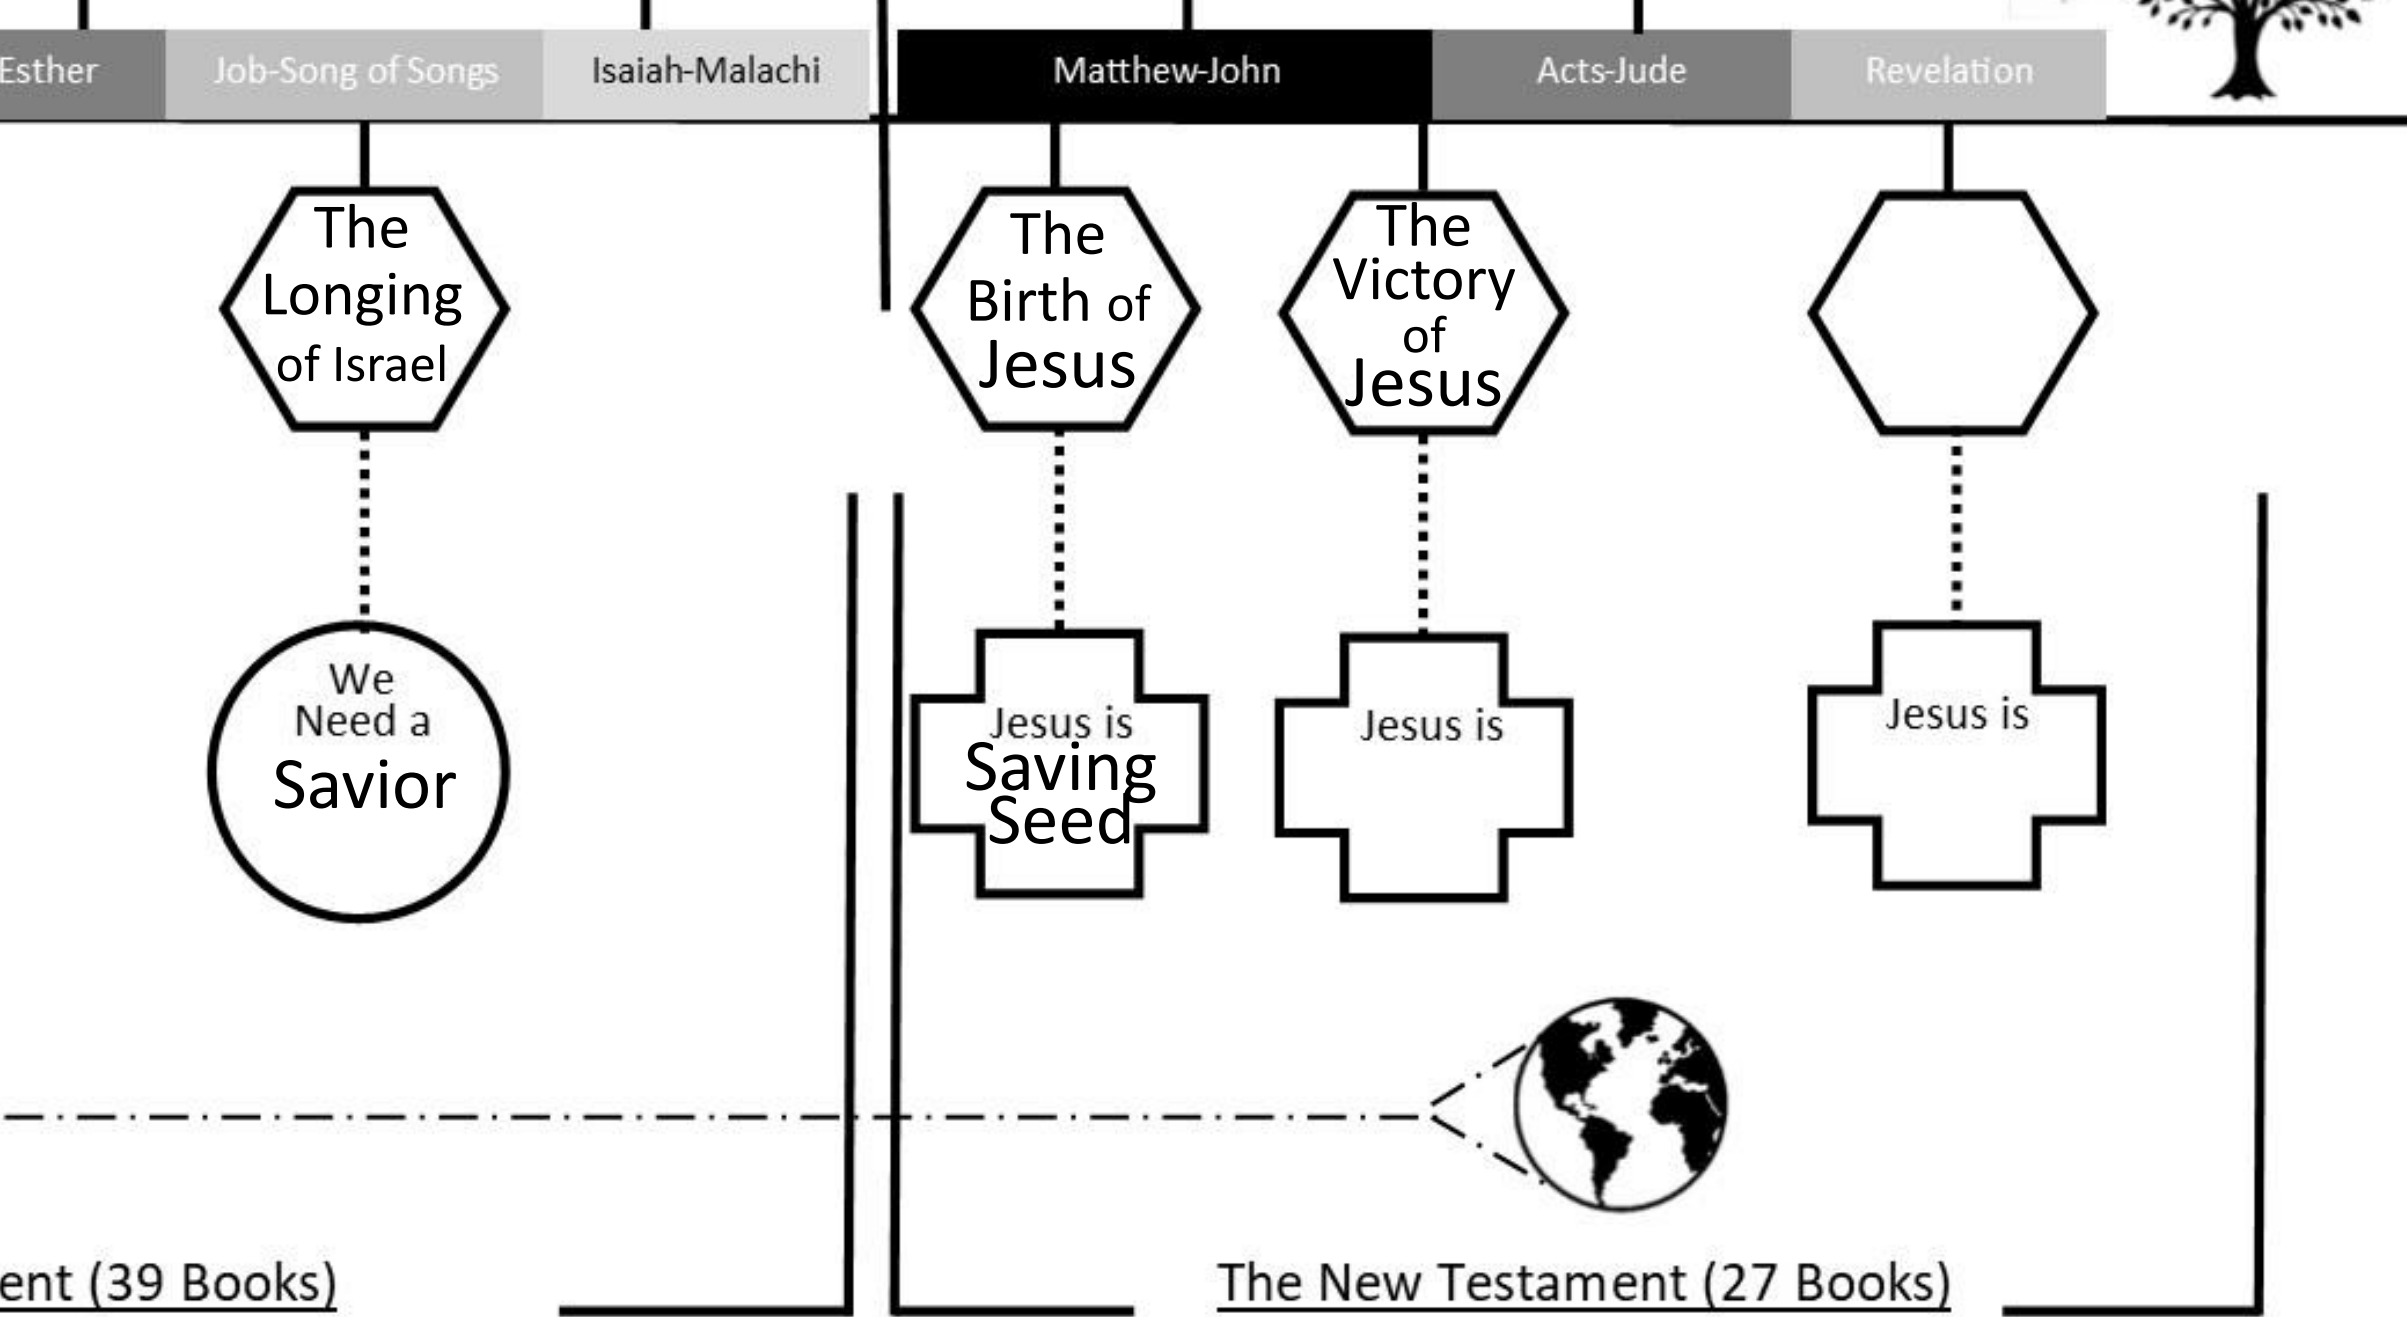 Esther
Job-Song of Songs
Isaiah-Malachi
Matthew-John
Acts-Jude
Revelation
The
Longing
of Israel
The
Birth of
Jesus
The
Victory
of
Jesus
We
Need a
Savior
Jesus is
Saving
Seed
Jesus is
Jesus is
ent (39 Books)
The New Testament (27 Books)